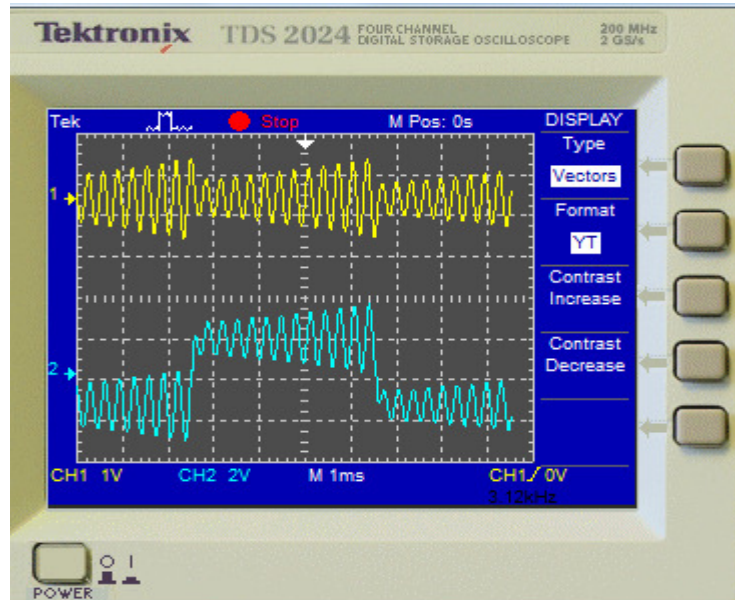 Tektronix TDS 2024 FOUR CHANNEL DIGITAL STORAGE OSCILLOSCOPE 200 MHz 2 GS/s
Tek Stop M Pos: 0s DISPLAY
Type
Vectors
Format
YT
Contrast
Increase
Contrast
Decrease
1
2
CH1 1V CH2 2V M 1ms CH1 / 0V
3.12kHz
POWER